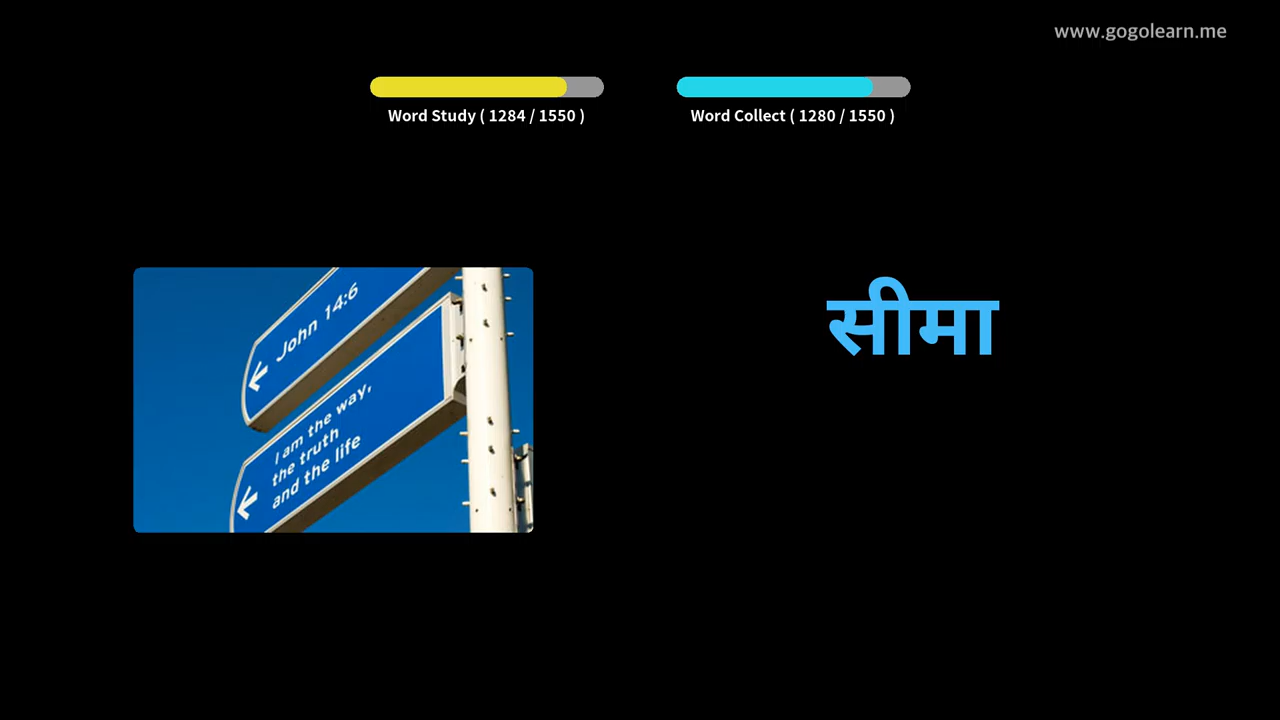 www.gogolearn.me
Word Study ( 1284 / 1550 )
Word Collect ( 1280 / 1550 )
John 14:6
I am the way,
the truth
and the life
सीमा